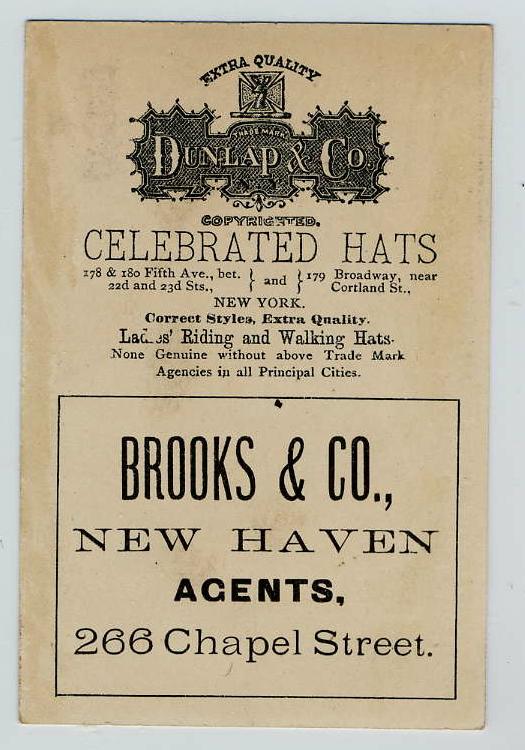 EXTRA QUALITY
TRADE MARK
DUNLAP & CO.
COPYRIGHTED.
CELEBRATED HATS
178 & 180 Fifth Ave., bet. } and { 179 Broadway, near
22d and 23d Sts., Cortland St.,
NEW YORK.
Correct Styles, Extra Quality.
Ladies' Riding and Walking Hats.
None Genuine without above Trade Mark
Agencies in all Principal Cities.
BROOKS & CO.,
NEW HAVEN
AGENTS,
266 Chapel Street.